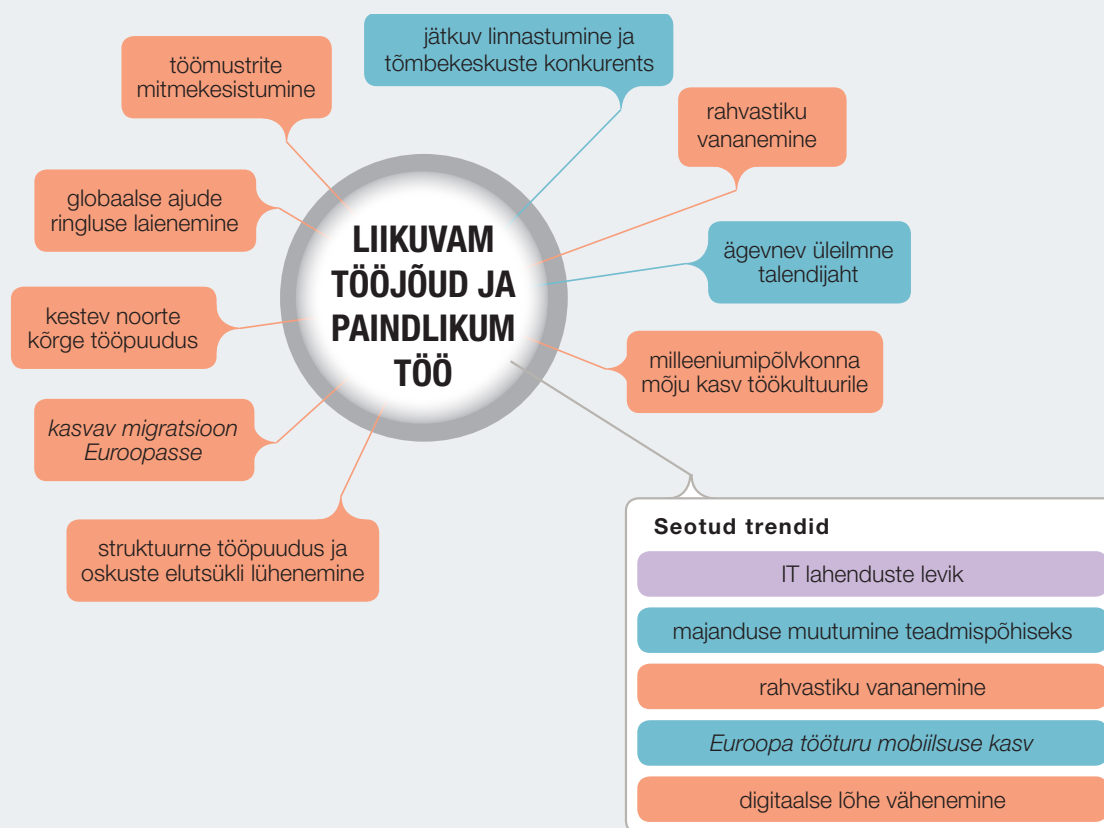 jätkuv linnastumine ja
tõmbekeskuste konkurents
töömustrite
mitmekesistumine
rahvastiku
vananemine
globaalse ajude
ringluse laienemine
LIIKUVAM
TÖÖJÕUD JA
PAINDLIKUM
TÖÖ
ägevnev üleilmne
talendijaht
kestev noorte
kõrge tööpuudus
milleeniumipõlvkonna
mõju kasv töökultuurile
kasvav migratsioon
Euroopasse
struktuurne tööpuudus ja
oskuste elutsükli lühenemine
Seotud trendid
IT lahenduste levik
majanduse muutumine teadmispõhiseks
rahvastiku vananemine
Euroopa tööturu mobiilsuse kasv
digitaalse lõhe vähenemine